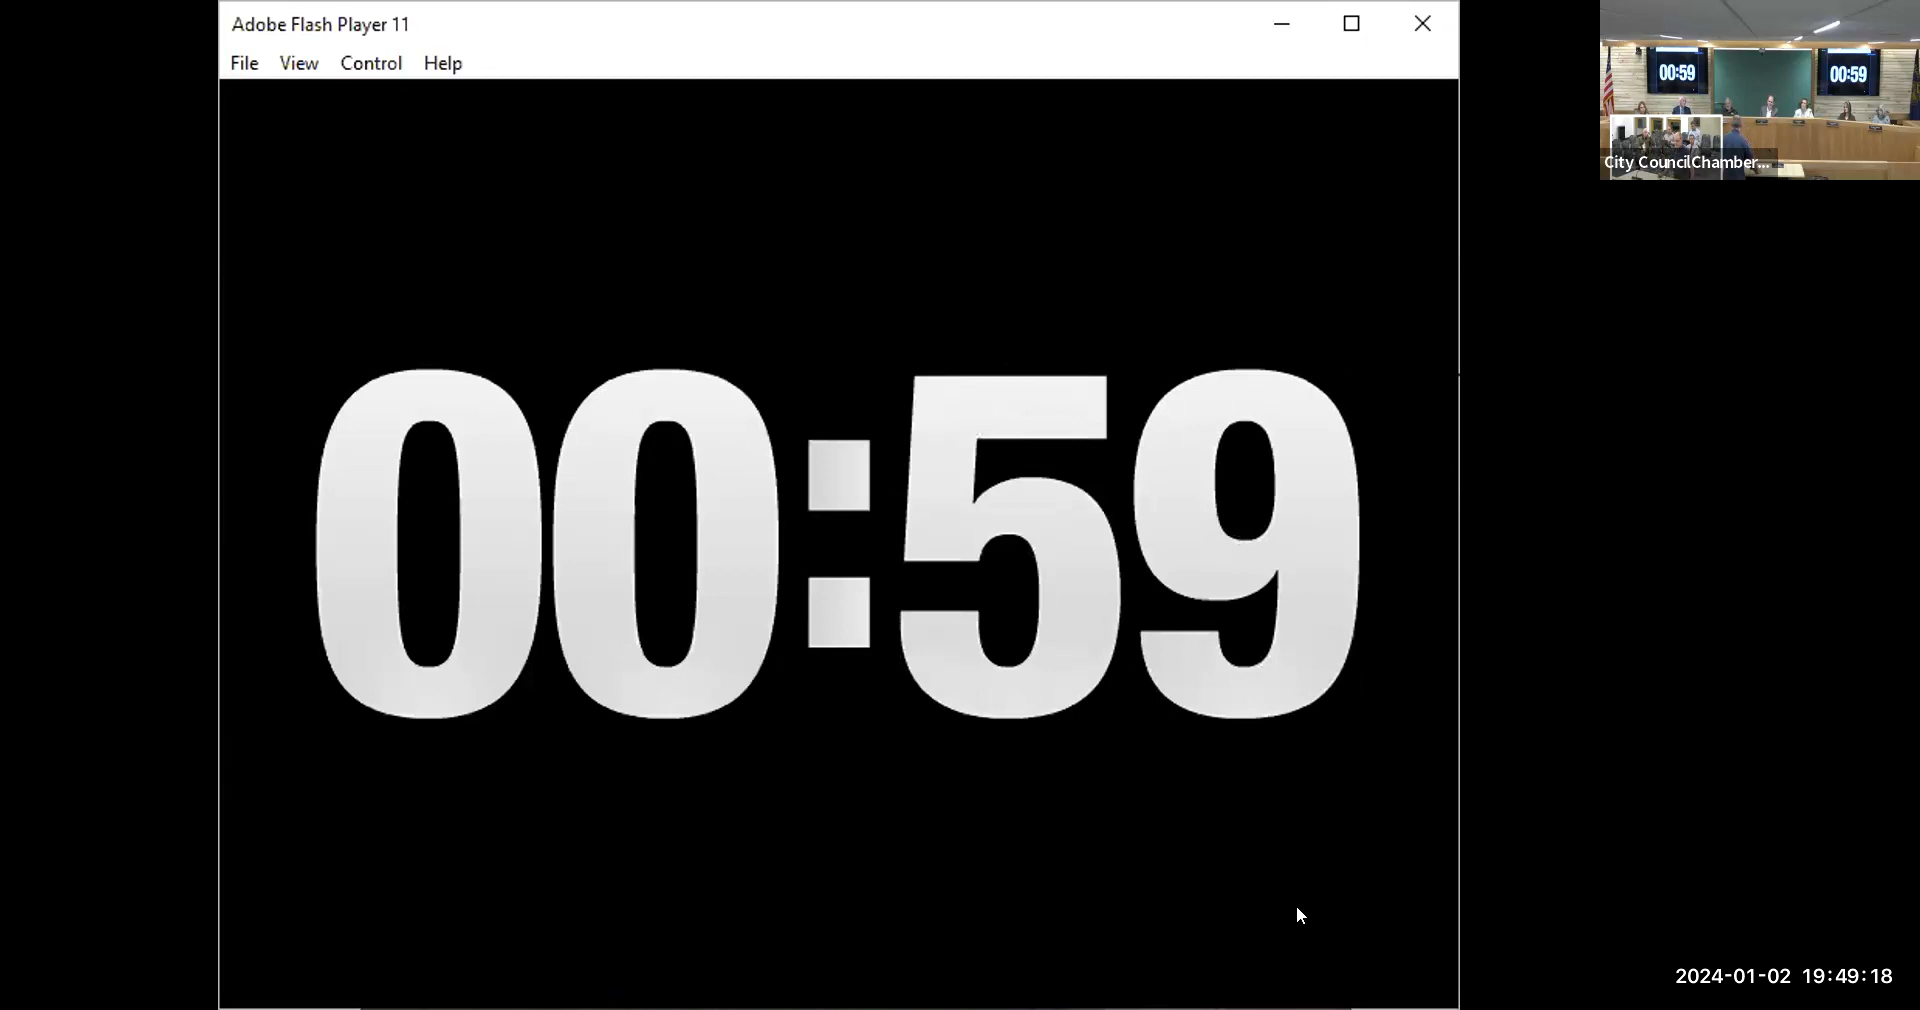 Adobe Flash Player 11
File View Control Help
00:59
00:59
00:59
City CouncilChamber...
2024-01-02 19:49:18